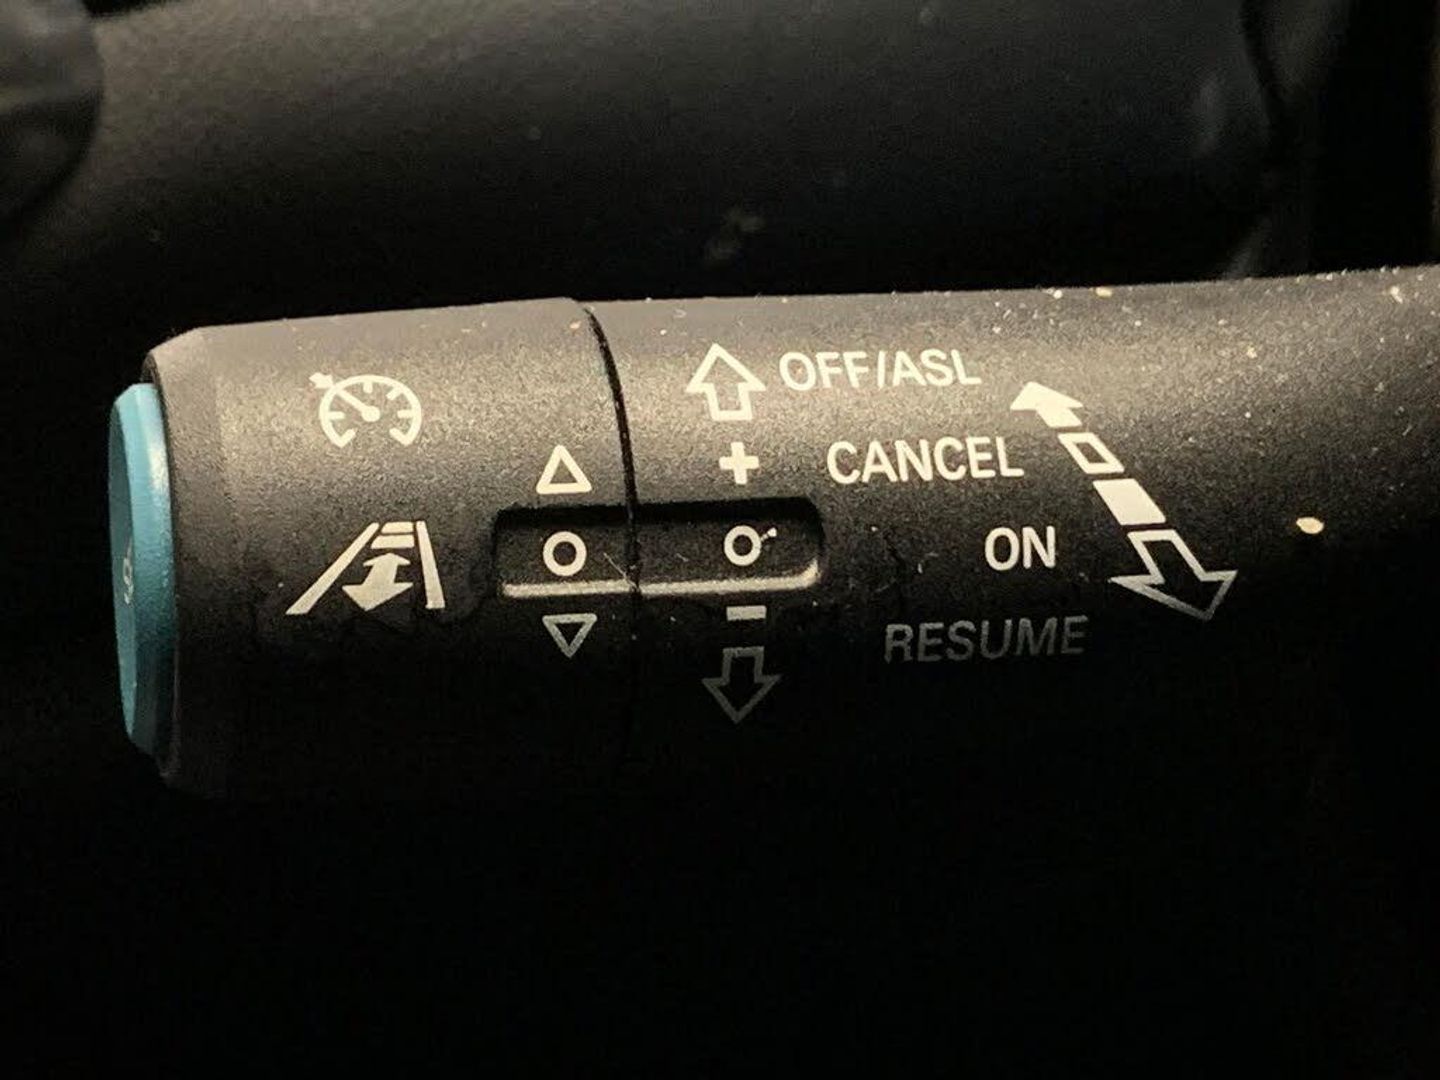 OFF/ASL
+ CANCEL
ON
- RESUME